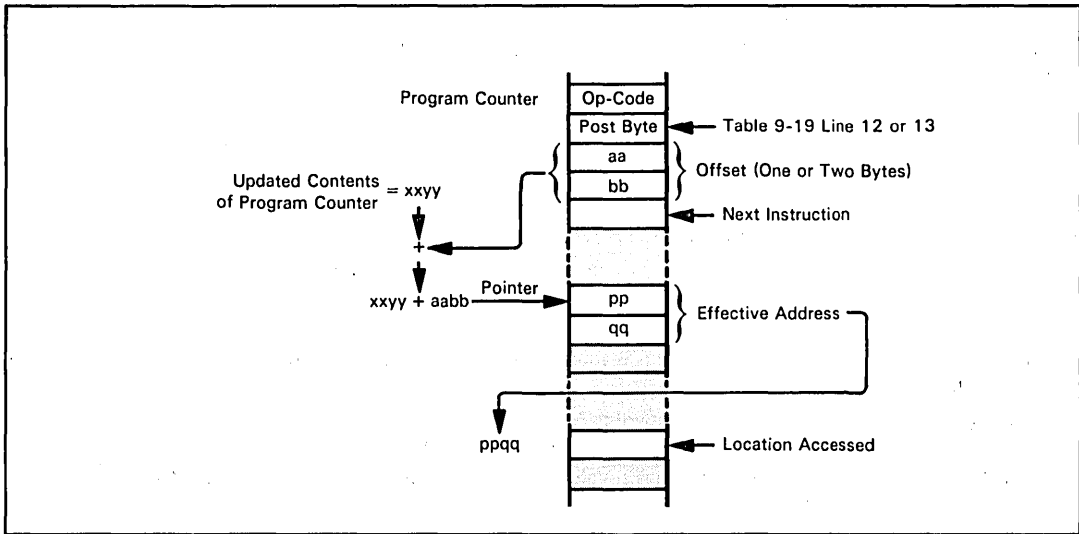 Program Counter
Op-Code
Post Byte
Table 9-19 Line 12 or 13
aa
bb
Offset (One or Two Bytes)
Updated Contents
of Program Counter
= xxyy
Next Instruction
+
xxyy + aabb
Pointer
pp
qq
Effective Address
ppqq
Location Accessed